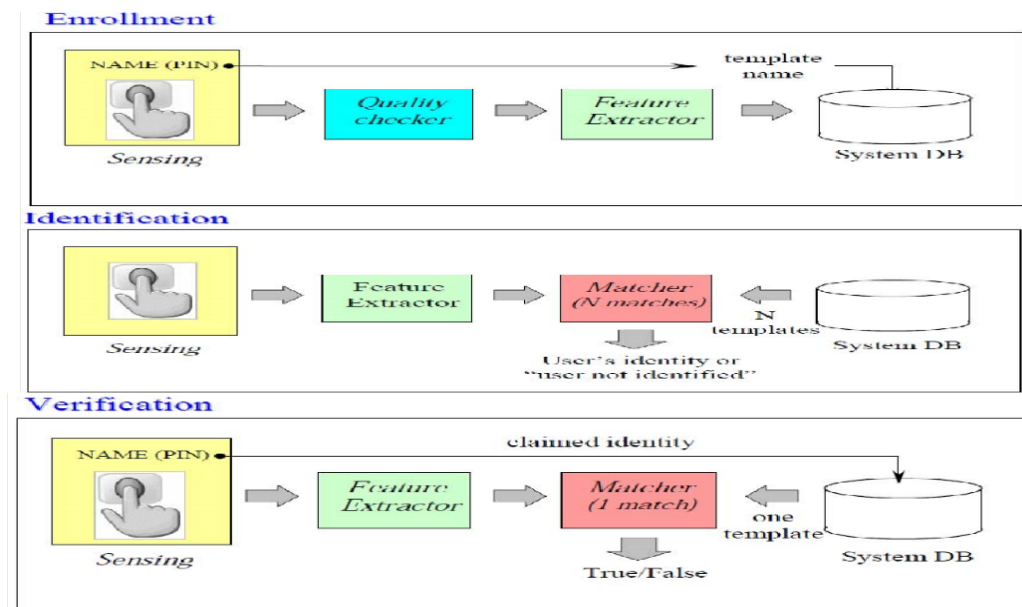 Enrollment
NAME (PIN)
template
name
Quality
checker
Feature
Extractor
Sensing
System DB
Identification
Feature
Extractor
Matcher
(N matches)
N
templates
Sensing
System DB
User's identity or
"user not identified"
Verification
claimed identity
NAME (PIN)
Feature
Extractor
Matcher
(1 match)
one
template
Sensing
System DB
True/False